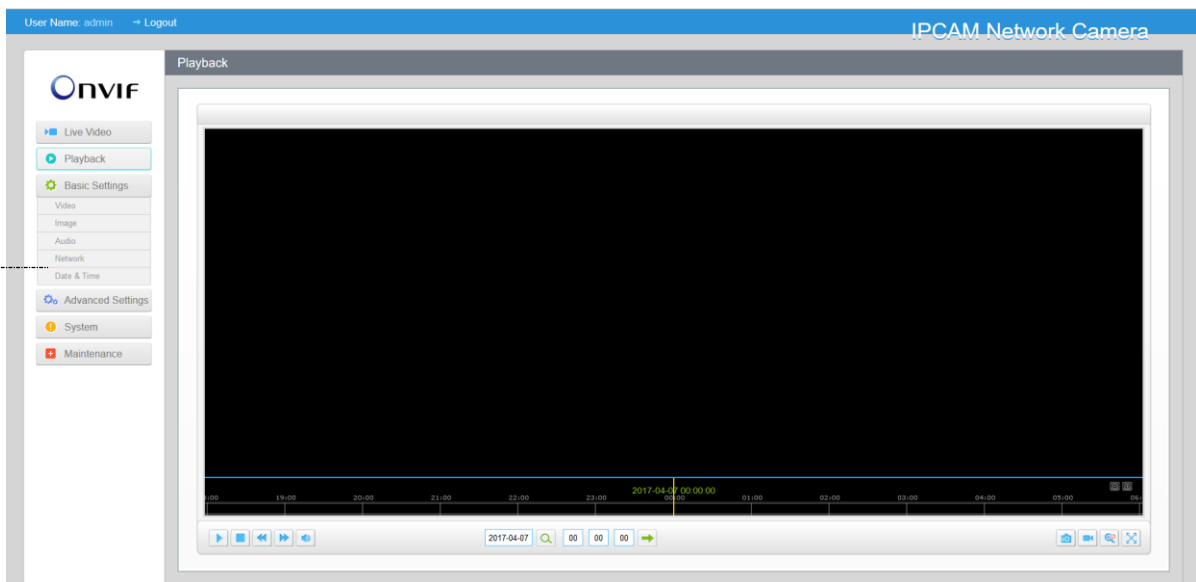 User Name: admin → Logout
IPCAM Network Camera
Playback
Onvif
Live Video
Playback
Basic Settings
Video
Image
Audio
Network
Date & Time
Advanced Settings
System
Maintenance
2017-04-07 00:00:00
:00 19:00 20:00 21:00 22:00 23:00 00:00 01:00 02:00 03:00 04:00 05:00 06:
2017-04-07 00 00 00